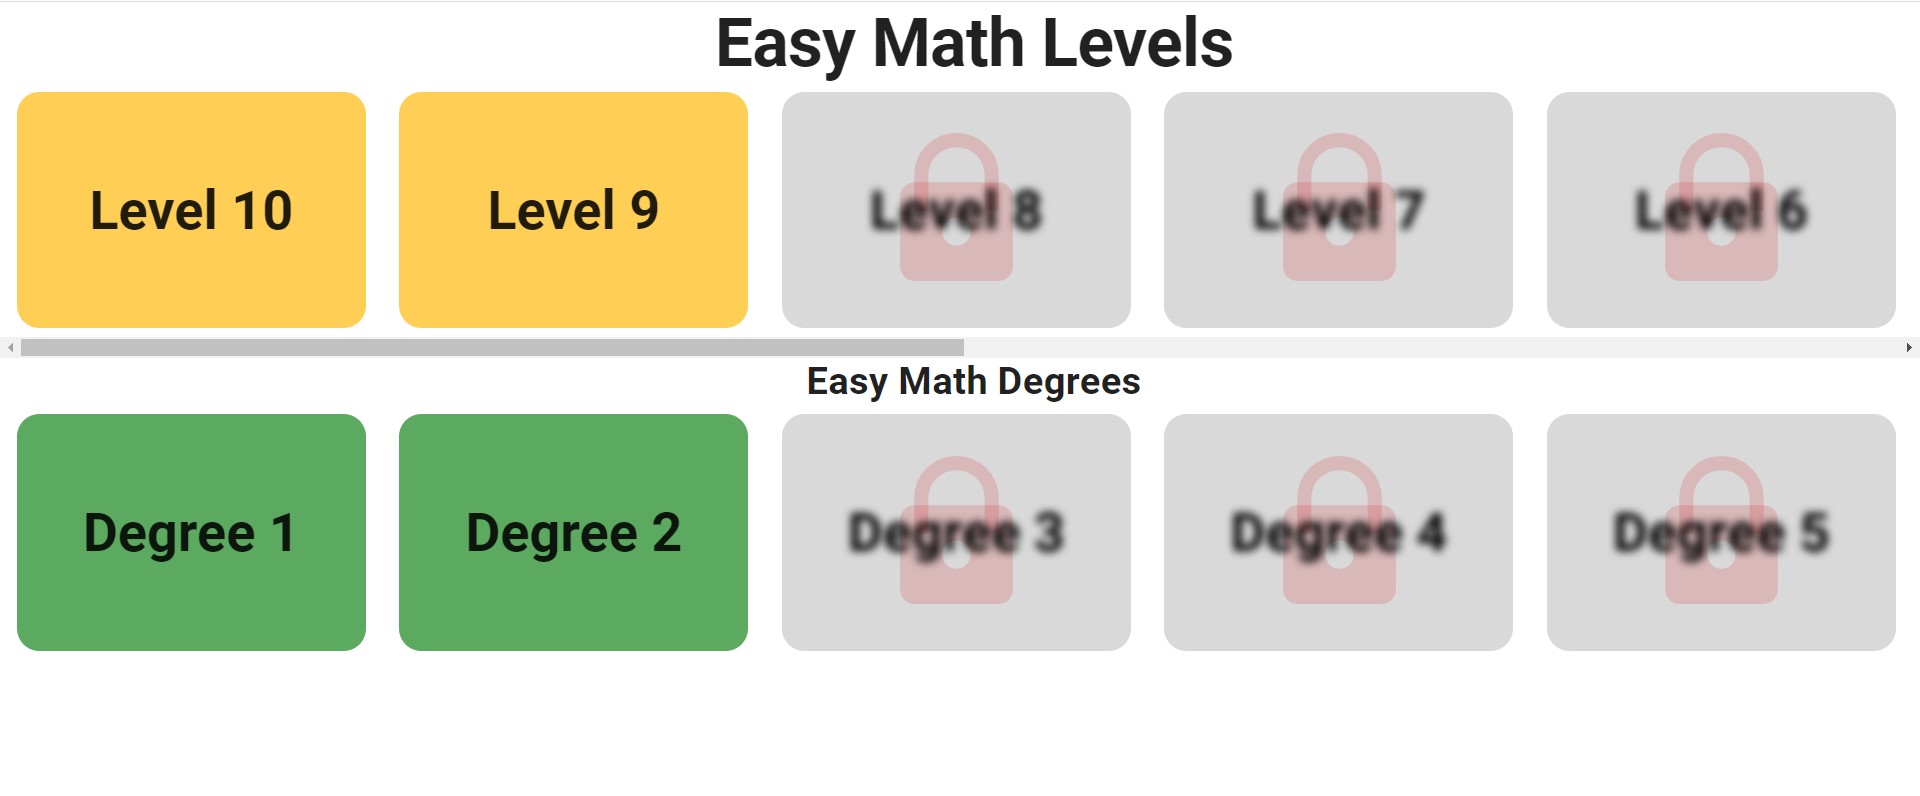 Easy Math Levels
Level 10
Level 9
Level 8
Level 7
Level 6
Easy Math Degrees
Degree 1
Degree 2
Degree 3
Degree 4
Degree 5